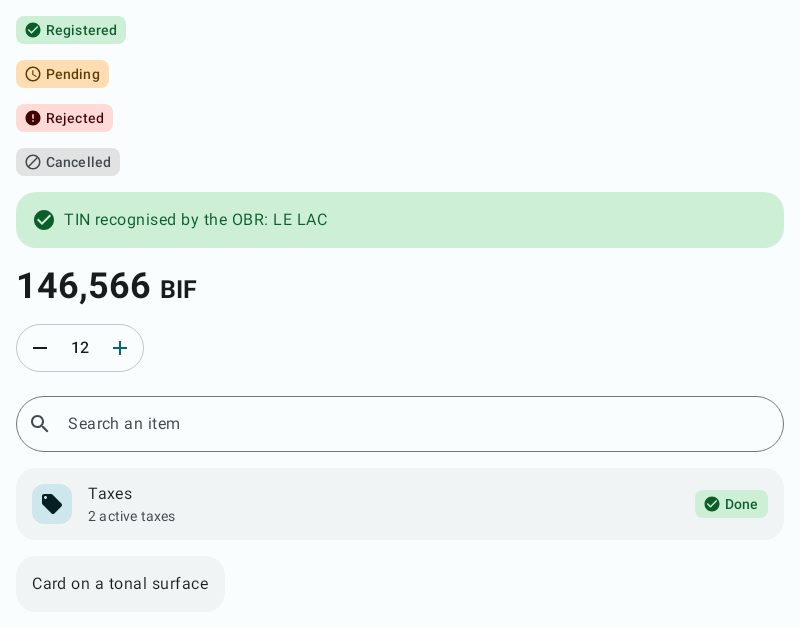 Registered
Pending
Rejected
Cancelled
TIN recognised by the OBR: LE LAC
146,566 BIF
12
Search an item
Taxes
2 active taxes
Done
Card on a tonal surface